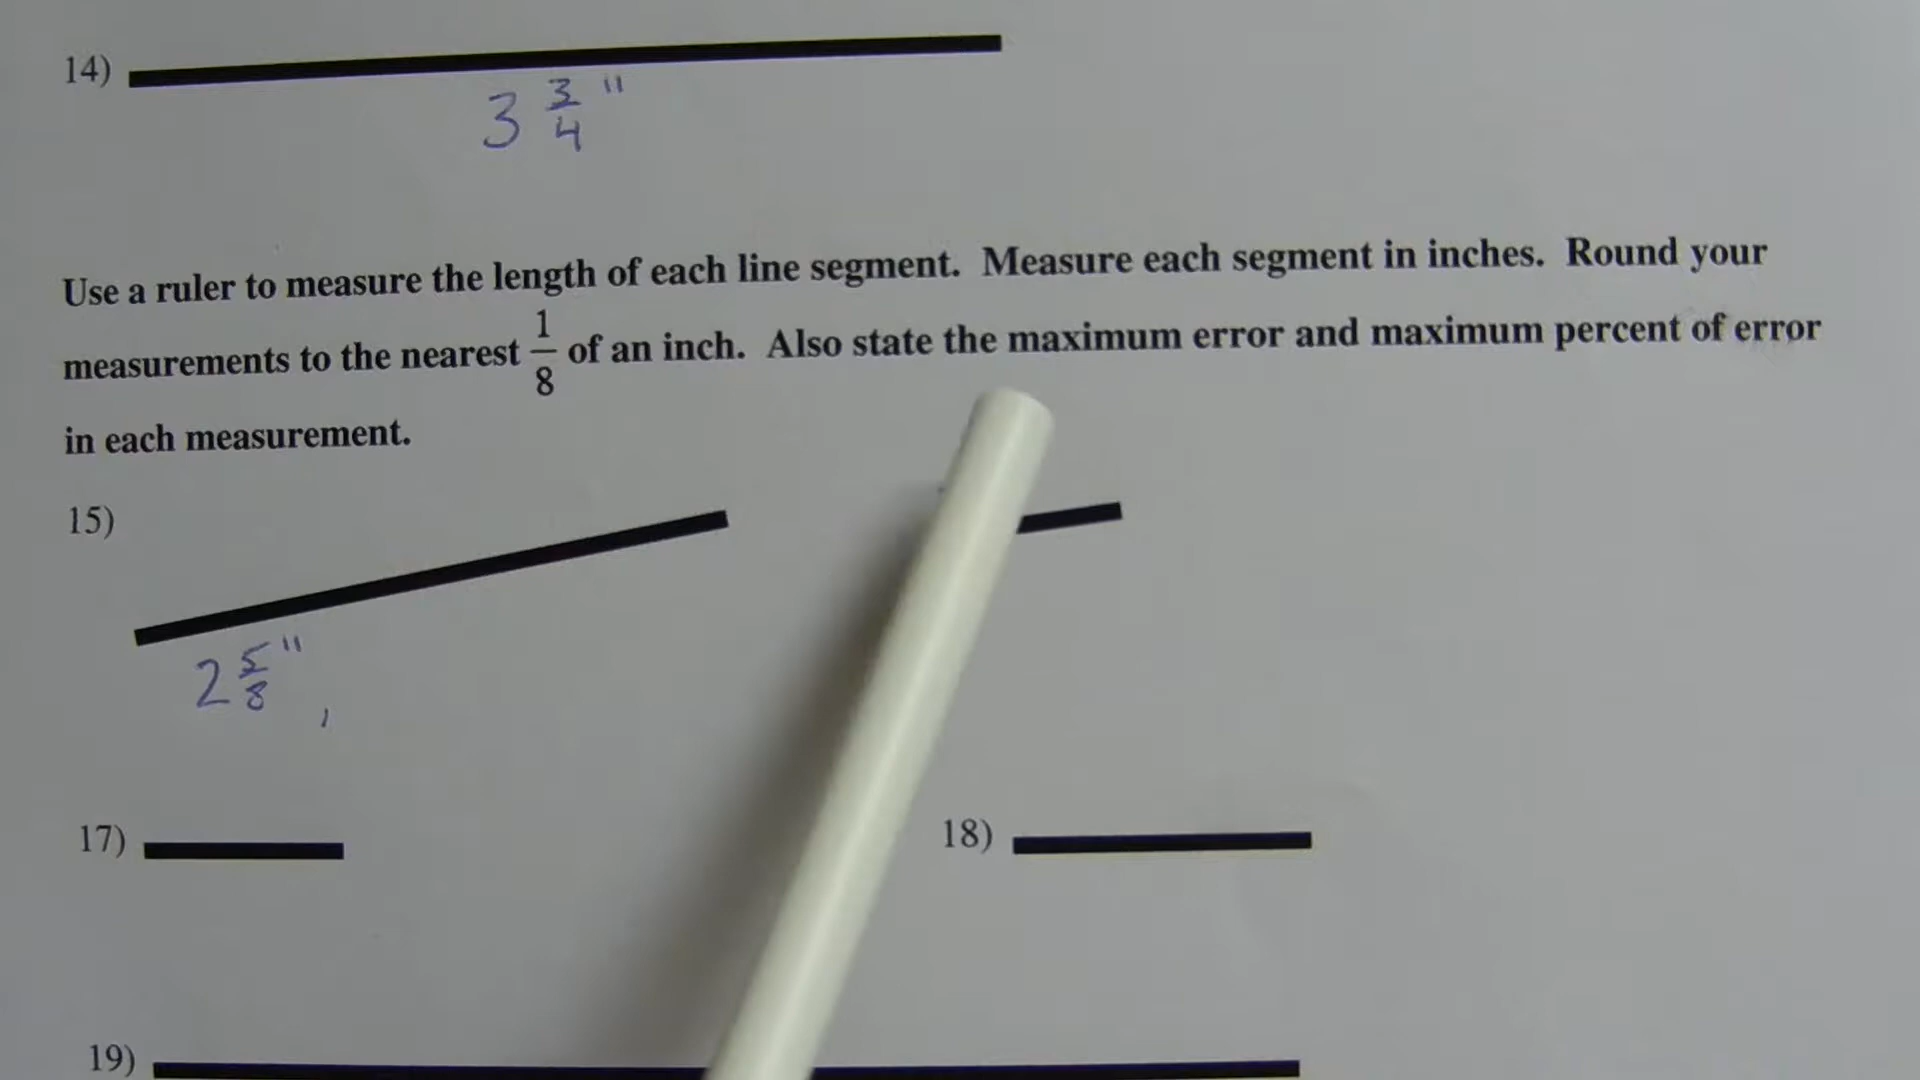 14)
3 3/4 "
Use a ruler to measure the length of each line segment. Measure each segment in inches. Round your
measurements to the nearest 1/8 of an inch. Also state the maximum error and maximum percent of error
in each measurement.
15)
2 5/8 " ,
17)
18)
19)